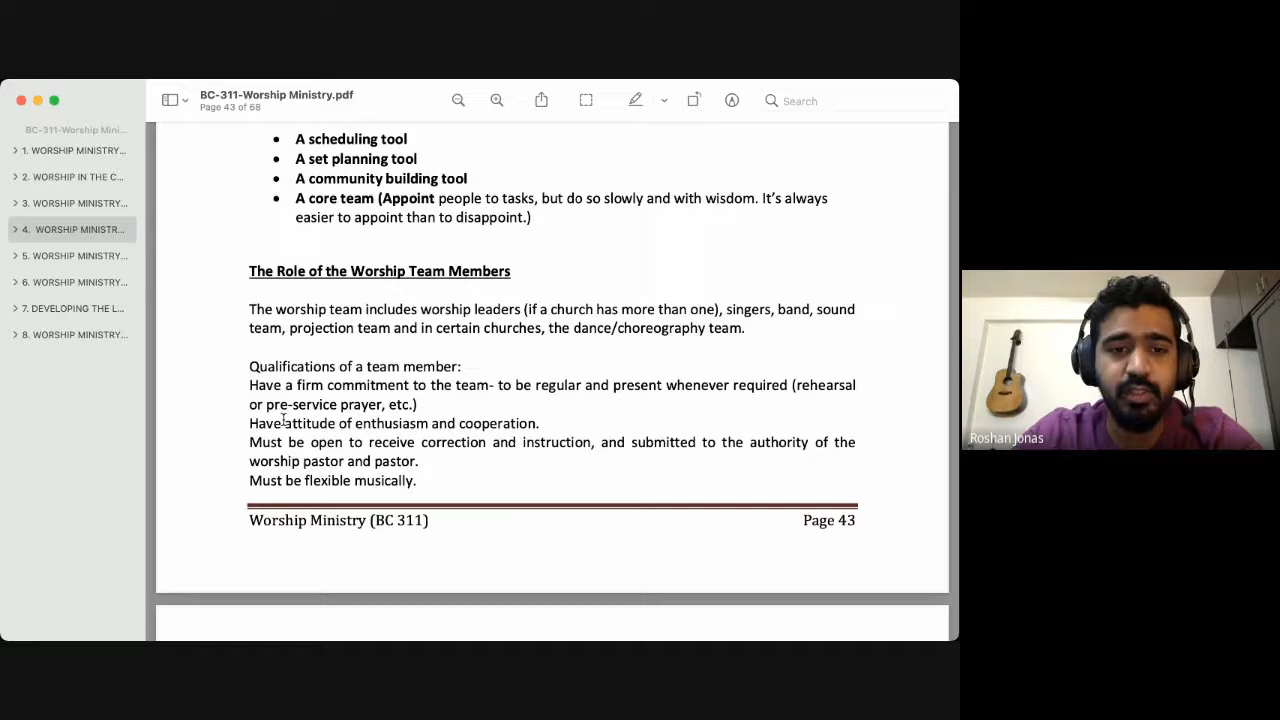 BC-311-Worship Ministry.pdf
Page 43 of 68
Search
BC-311-Worship Mini...
1. WORSHIP MINISTRY...
2. WORSHIP IN THE C...
3. WORSHIP MINISTRY...
4. WORSHIP MINISTR...
5. WORSHIP MINISTRY...
6. WORSHIP MINISTRY...
7. DEVELOPING THE L...
8. WORSHIP MINISTRY...
• A scheduling tool
• A set planning tool
• A community building tool
• A core team (Appoint people to tasks, but do so slowly and with wisdom. It’s always
easier to appoint than to disappoint.)
The Role of the Worship Team Members
The worship team includes worship leaders (if a church has more than one), singers, band, sound
team, projection team and in certain churches, the dance/choreography team.
Qualifications of a team member:
Have a firm commitment to the team- to be regular and present whenever required (rehearsal
or pre-service prayer, etc.)
Have attitude of enthusiasm and cooperation.
Must be open to receive correction and instruction, and submitted to the authority of the
worship pastor and pastor.
Must be flexible musically.
Worship Ministry (BC 311) Page 43
Roshan Jonas